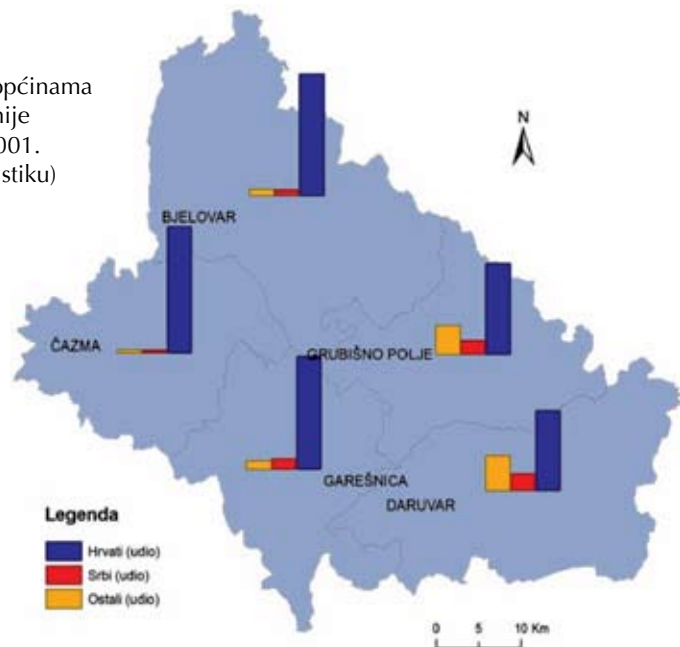 općinama
nije
001.
stiku)
N
BJELOVAR
ČAZMA
GRUBIŠNO POLJE
GAREŠNICA
DARUVAR
Legenda
Hrvati (udio)
Srbi (udio)
Ostali (udio)
0 5 10 Km